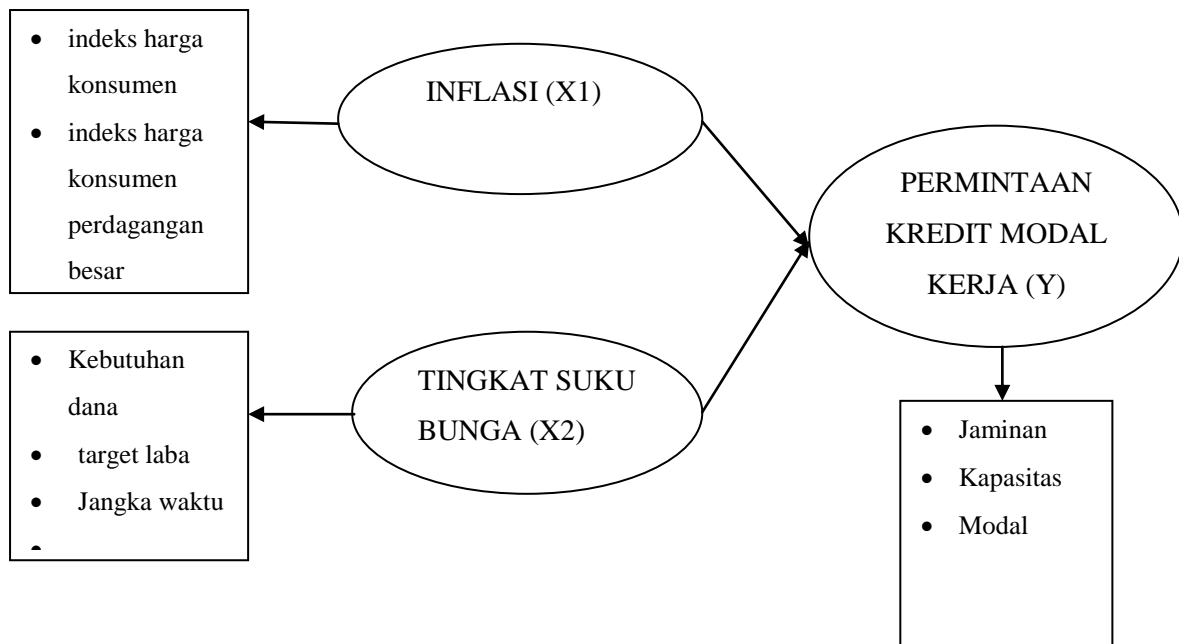 • indeks harga
konsumen
• indeks harga
konsumen
perdagangan
besar
INFLASI (X1)
PERMINTAAN
KREDIT MODAL
KERJA (Y)
• Kebutuhan
dana
• target laba
• Jangka waktu
•
TINGKAT SUKU
BUNGA (X2)
• Jaminan
• Kapasitas
• Modal